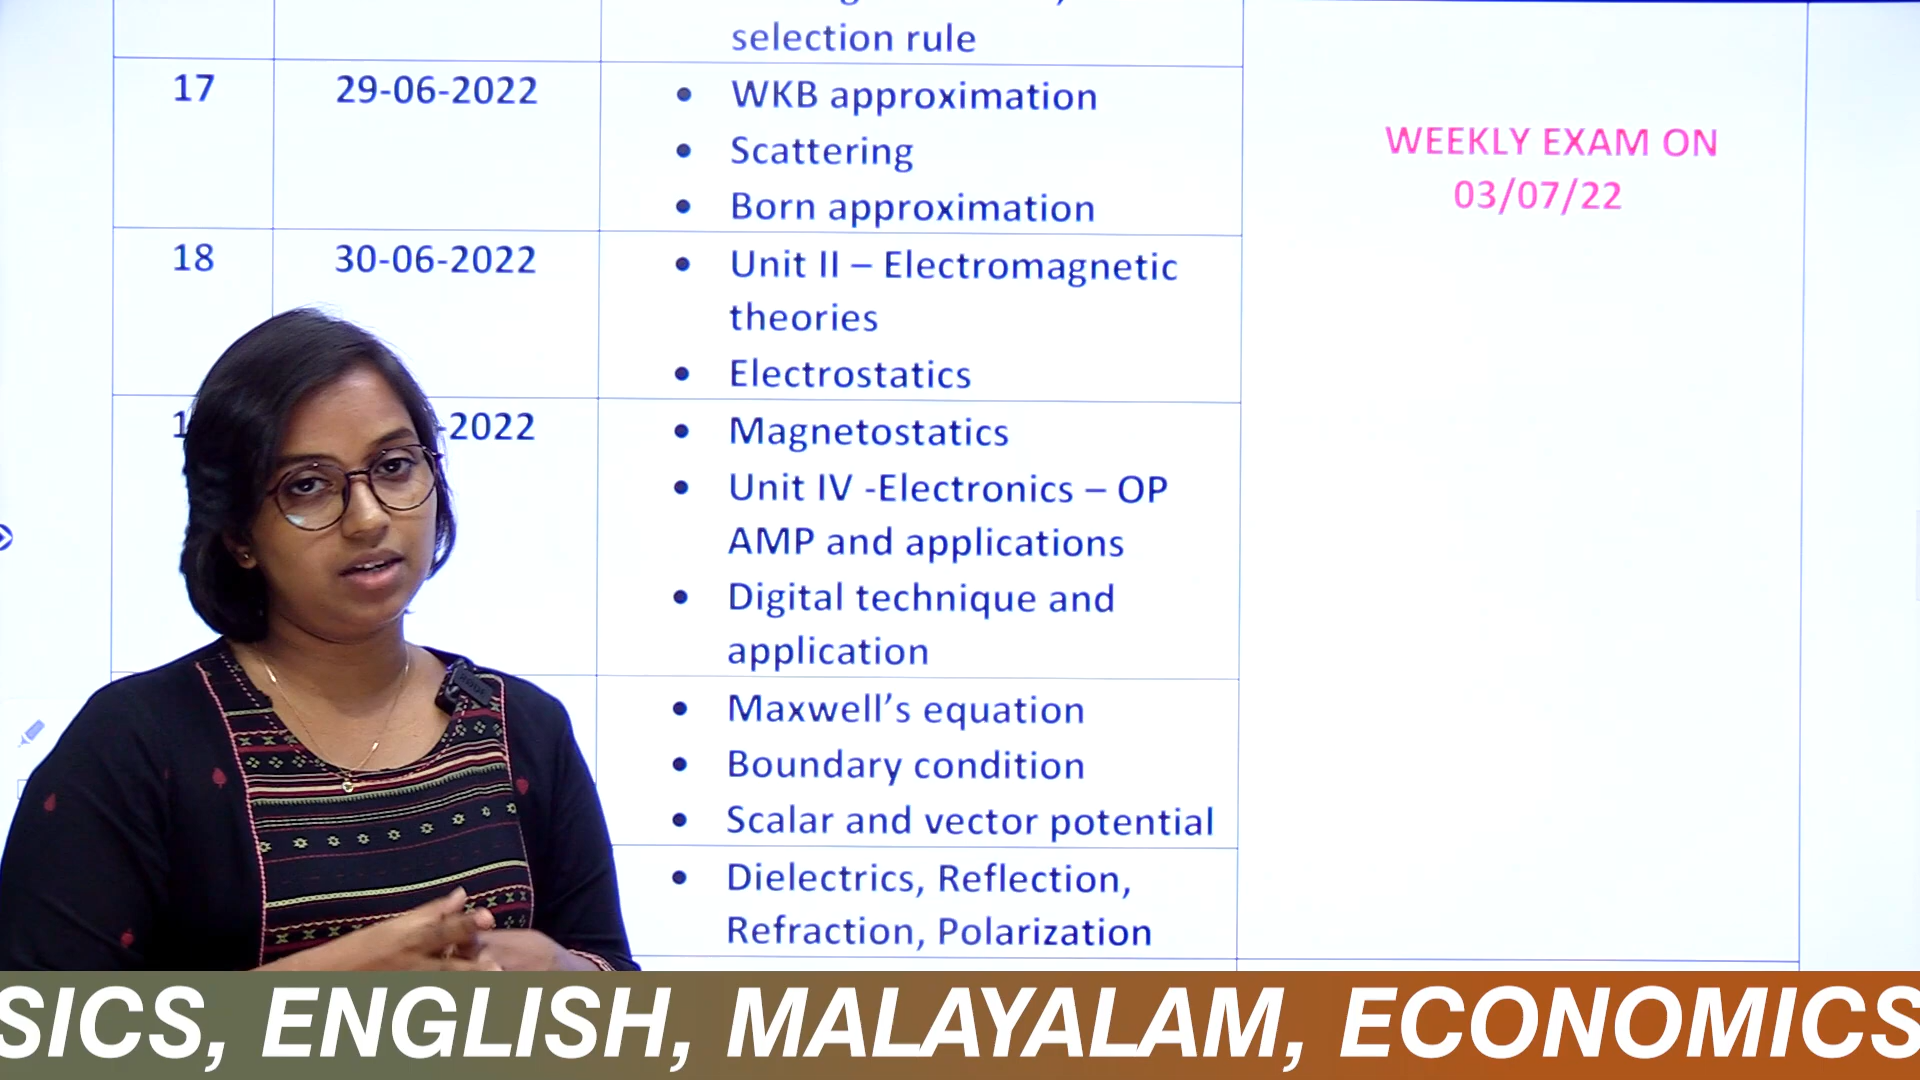 selection rule
17 29-06-2022 • WKB approximation
• Scattering
• Born approximation
WEEKLY EXAM ON
03/07/22
18 30-06-2022 • Unit II – Electromagnetic
theories
• Electrostatics
-2022 • Magnetostatics
• Unit IV -Electronics – OP
AMP and applications
• Digital technique and
application
• Maxwell’s equation
• Boundary condition
• Scalar and vector potential
• Dielectrics, Reflection,
Refraction, Polarization
SICS, ENGLISH, MALAYALAM, ECONOMICS